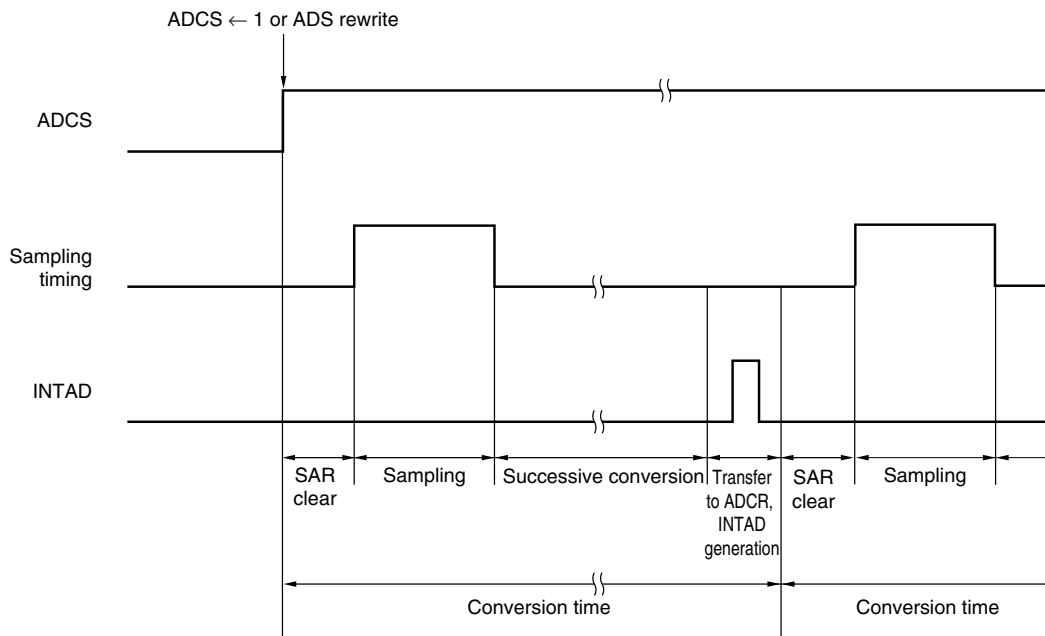 ADCS ← 1 or ADS rewrite
ADCS
Sampling
timing
INTAD
SAR
clear
Sampling
Successive conversion
Transfer
to ADCR,
INTAD
generation
SAR
clear
Sampling
Conversion time
Conversion time